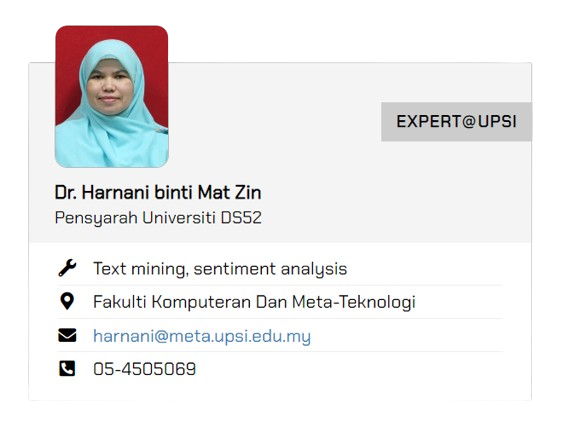 EXPERT@UPSI
Dr. Harnani binti Mat Zin
Pensyarah Universiti DS52
Text mining, sentiment analysis
Fakulti Komputeran Dan Meta-Teknologi
harnani@meta.upsi.edu.my
05-4505069